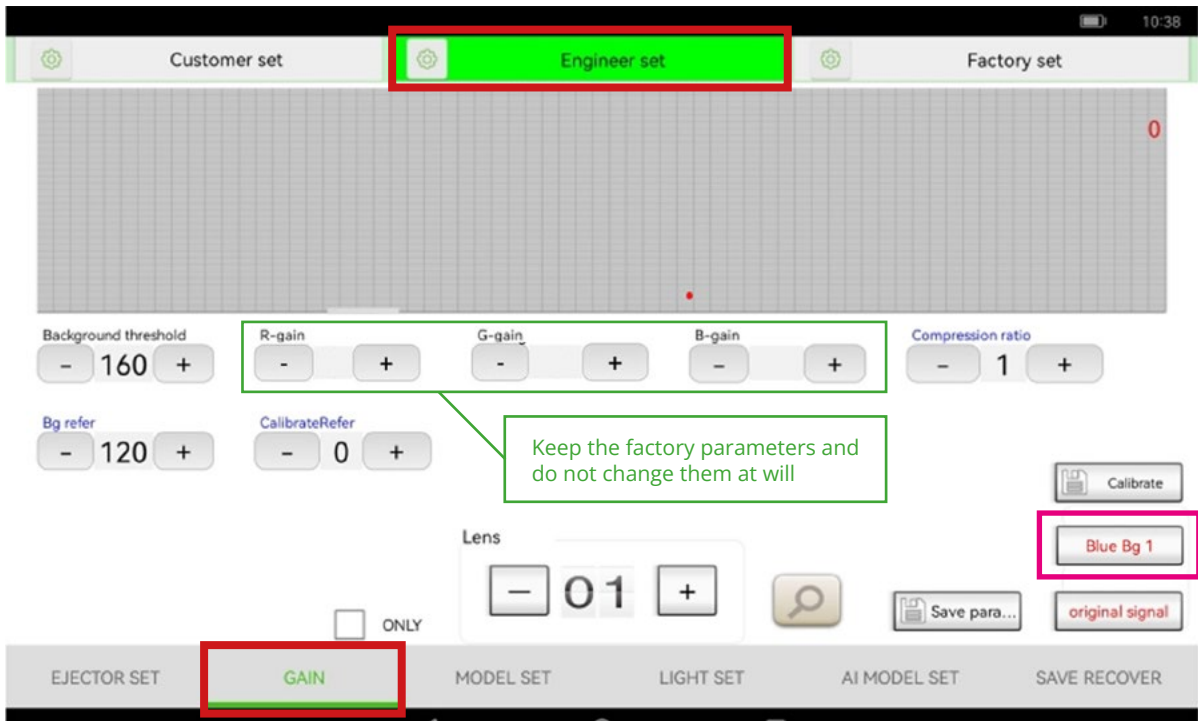 10:38
Customer set
Engineer set
Factory set
0
Background threshold
R-gain
G-gain
B-gain
Compression ratio
- 160 +
- +
- +
- +
- 1 +
Bg refer
CalibrateRefer
- 120 +
- 0 +
Keep the factory parameters and
do not change them at will
Calibrate
Lens
Blue Bg 1
- 01 +
ONLY
Save para...
original signal
EJECTOR SET
GAIN
MODEL SET
LIGHT SET
AI MODEL SET
SAVE RECOVER